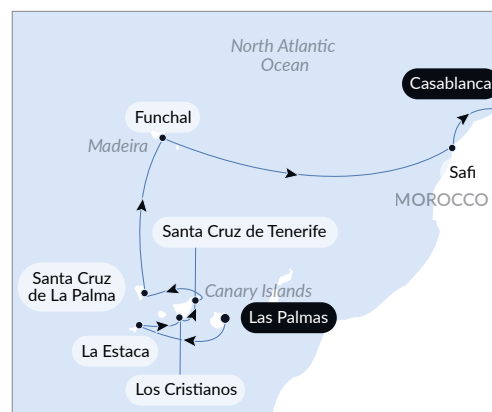 North Atlantic
Ocean
Casablanca
Funchal
Madeira
Safi
MOROCCO
Santa Cruz de Tenerife
Santa Cruz
de La Palma
Canary Islands
Las Palmas
La Estaca
Los Cristianos